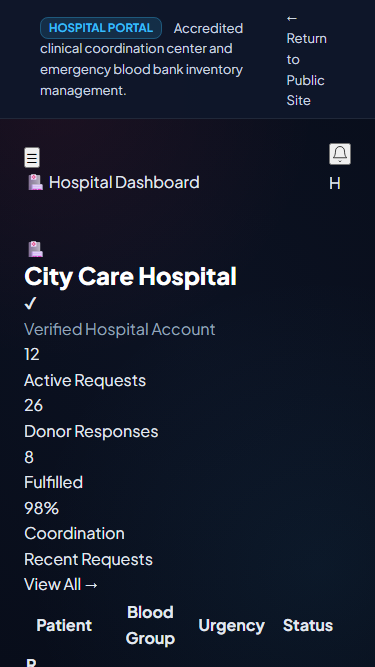 HOSPITAL PORTAL Accredited
clinical coordination center and
emergency blood bank inventory
management.
← Return
to
Public
Site
☰
🏥 Hospital Dashboard
H
🏥
City Care Hospital
✓
Verified Hospital Account
12
Active Requests
26
Donor Responses
8
Fulfilled
98%
Coordination
Recent Requests
View All →
Patient Blood Group Urgency Status